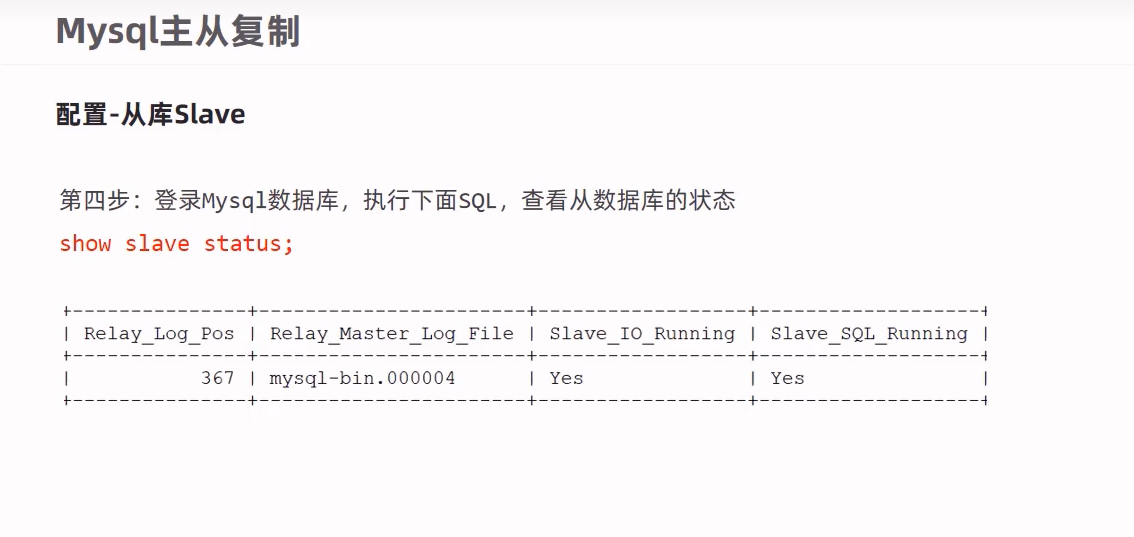 Mysql主从复制
配置-从库Slave
第四步：登录Mysql数据库，执行下面SQL，查看从数据库的状态
show slave status;
+---------------+-----------------------+------------------+-------------------+
| Relay_Log_Pos | Relay_Master_Log_File | Slave_IO_Running | Slave_SQL_Running |
+---------------+-----------------------+------------------+-------------------+
|           367 | mysql-bin.000004      | Yes              | Yes               |
+---------------+-----------------------+------------------+-------------------+